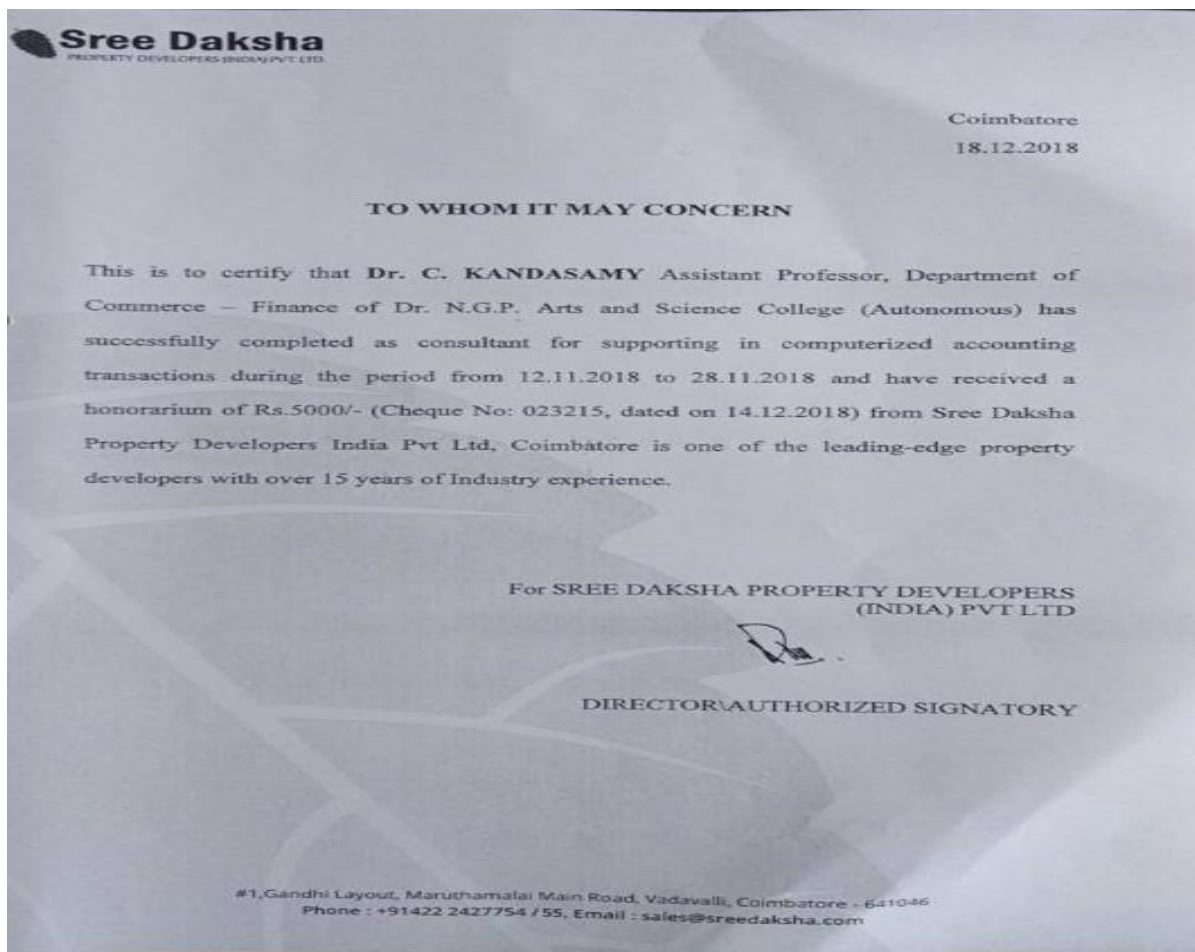 Sree Daksha
PROPERTY DEVELOPERS (INDIA) PVT LTD
Coimbatore
18.12.2018
TO WHOM IT MAY CONCERN
This is to certify that Dr. C. KANDASAMY Assistant Professor, Department of
Commerce – Finance of Dr. N.G.P. Arts and Science College (Autonomous) has
successfully completed as consultant for supporting in computerized accounting
transactions during the period from 12.11.2018 to 28.11.2018 and have received a
honorarium of Rs.5000/- (Cheque No: 023215, dated on 14.12.2018) from Sree Daksha
Property Developers India Pvt Ltd, Coimbatore is one of the leading-edge property
developers with over 15 years of Industry experience.
For SREE DAKSHA PROPERTY DEVELOPERS
(INDIA) PVT LTD
DIRECTOR\AUTHORIZED SIGNATORY
#1,Gandhi Layout, Maruthamalai Main Road, Vadavalli, Coimbatore - 641046
Phone : +91422 2427754 / 55, Email : sales@sreedaksha.com